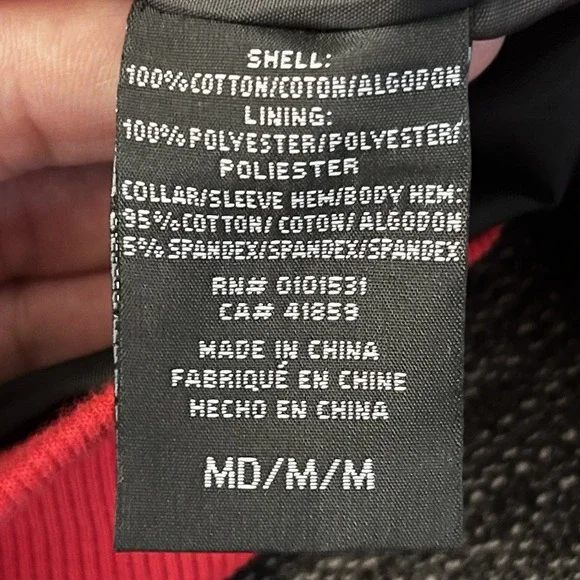 SHELL:
100% COTTON/COTON/ALGODON
LINING:
100% POLYESTER/POLYESTER/
POLIESTER
COLLAR/SLEEVE HEM/BODY HEM:
95% COTTON/ COTON/ ALGODON
5% SPANDEX/SPANDEX/SPANDEX
RN# 0101531
CA# 41859
MADE IN CHINA
FABRIQUÉ EN CHINE
HECHO EN CHINA
MD/M/M